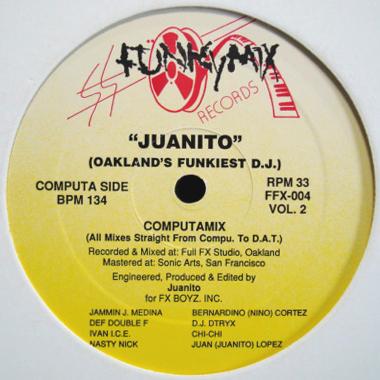 FUNKYMIX
RECORDS
"JUANITO"
(OAKLAND'S FUNKIEST D.J.)
COMPUTA SIDE
BPM 134
RPM 33
FFX-004
VOL. 2
COMPUTAMIX
(All Mixes Straight From Compu. To D.A.T.)
Recorded & Mixed at: Full FX Studio, Oakland
Mastered at: Sonic Arts, San Francisco
Engineered, Produced & Edited by
Juanito
for FX BOYZ. INC.
JAMMIN J. MEDINA
DEF DOUBLE F
IVAN I.C.E.
NASTY NICK
BERNARDINO (NINO) CORTEZ
D.J. DTRYX
CHI-CHI
JUAN (JUANITO) LOPEZ